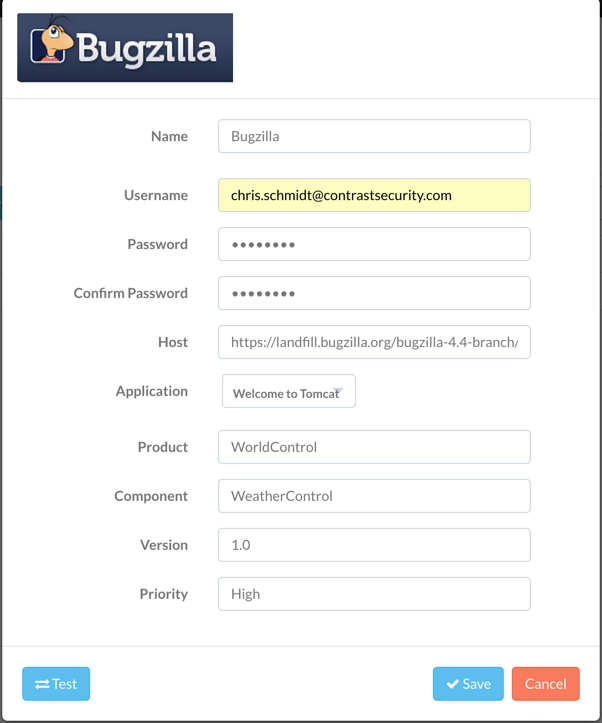 Bugzilla
Name Bugzilla
Username chris.schmidt@contrastsecurity.com
Password ••••••••
Confirm Password ••••••••
Host https://landfill.bugzilla.org/bugzilla-4.4-branch/
Application Welcome to Tomcat
Product WorldControl
Component WeatherControl
Version 1.0
Priority High
Test Save Cancel